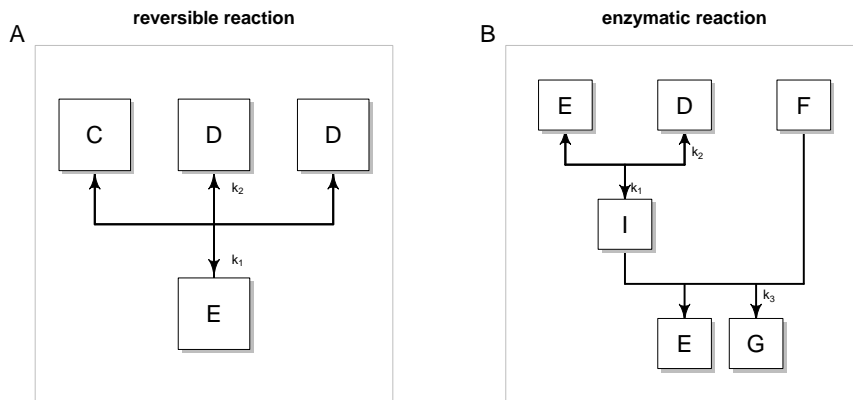 reversible reaction
A
C
D
D
k₂
k₁
E
enzymatic reaction
B
E
D
F
k₂
k₁
I
k₃
E
G